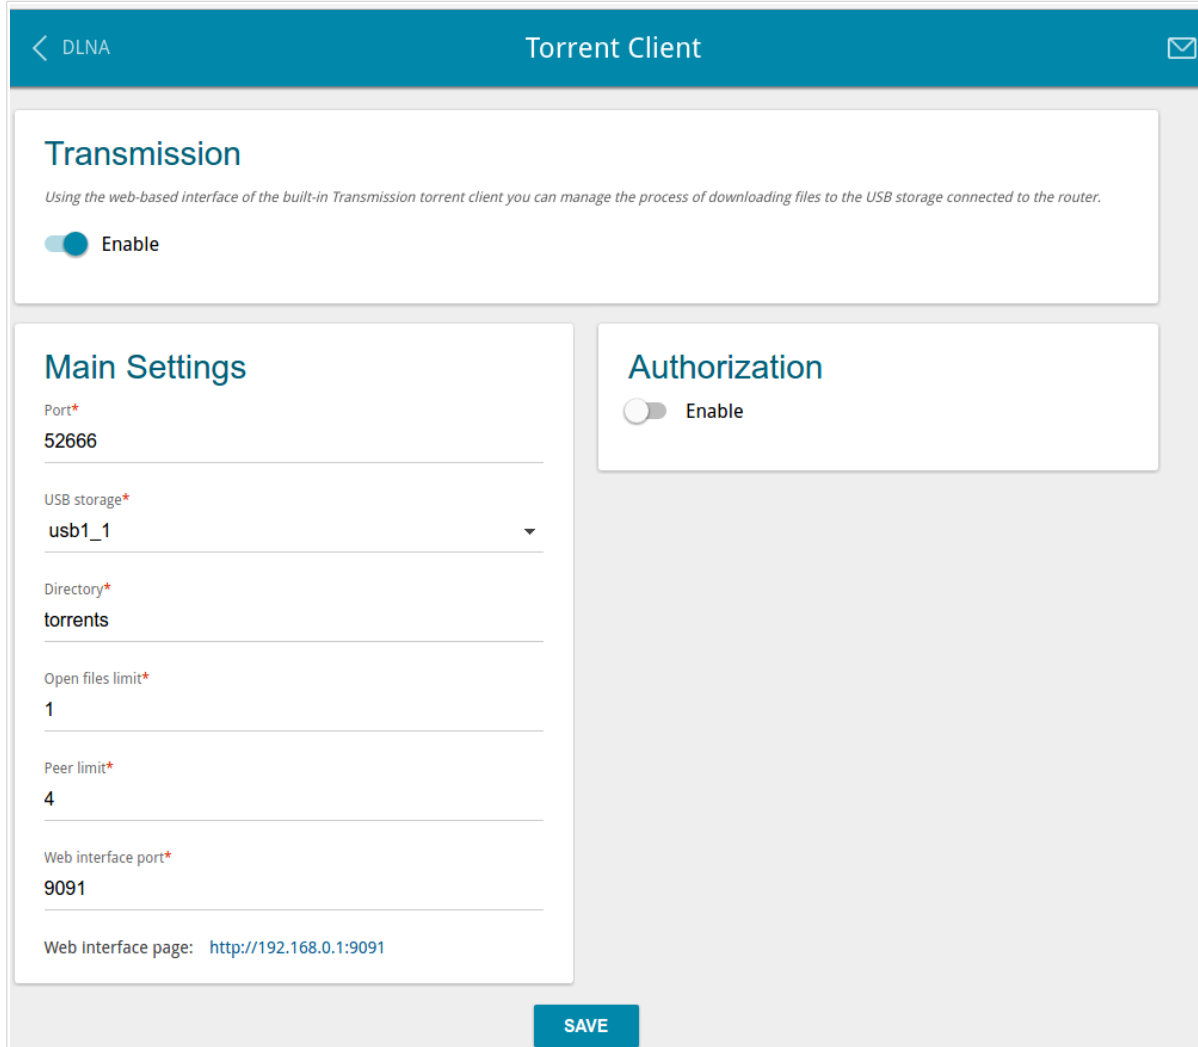 DLNA
Torrent Client
Transmission
Using the web-based interface of the built-in Transmission torrent client you can manage the process of downloading files to the USB storage connected to the router.
Enable
Main Settings
Port*
52666
USB storage*
usb1_1
Directory*
torrents
Open files limit*
1
Peer limit*
4
Web interface port*
9091
Web interface page: http://192.168.0.1:9091
Authorization
Enable
SAVE